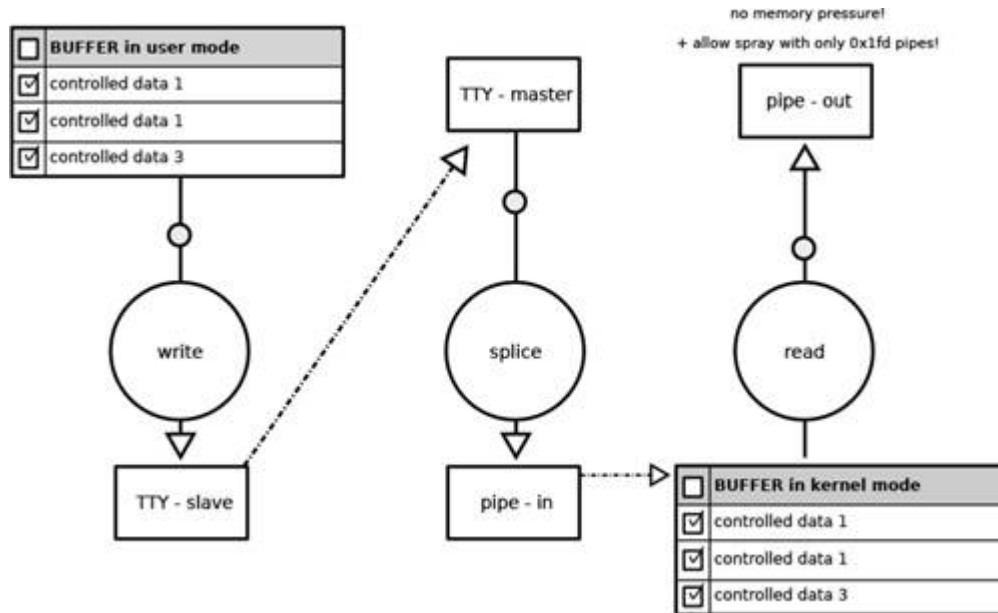 no memory pressure!
+ allow spray with only 0x1fd pipes!
BUFFER in user mode
controlled data 1
controlled data 1
controlled data 3
TTY - master
pipe - out
write
splice
read
TTY - slave
pipe - in
BUFFER in kernel mode
controlled data 1
controlled data 1
controlled data 3